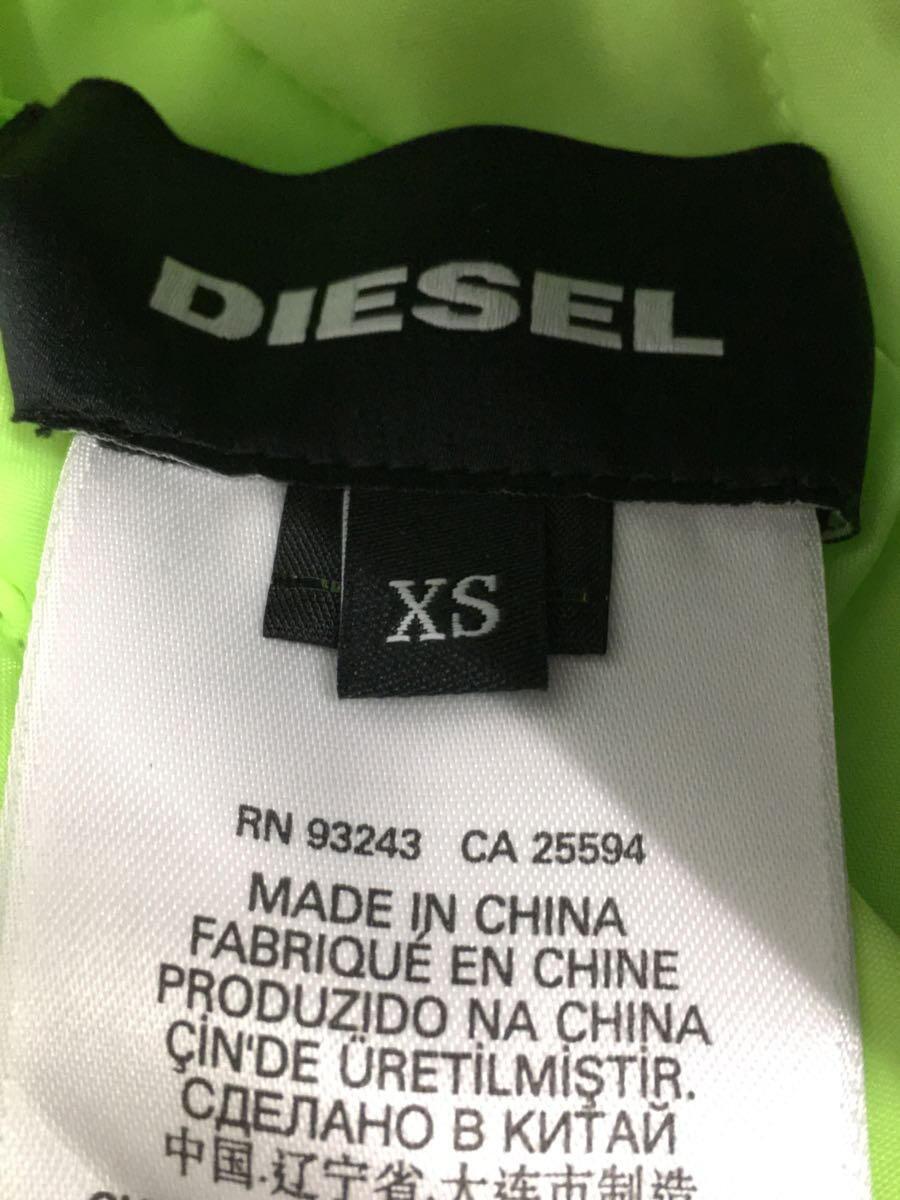 DIESEL
XS
RN 93243 CA 25594
MADE IN CHINA
FABRIQUÉ EN CHINE
PRODUZIDO NA CHINA
ÇİN'DE ÜRETİLMİŞTİR.
СДЕЛАНО В КИТАЙ
中国.辽宁省.大连市制造